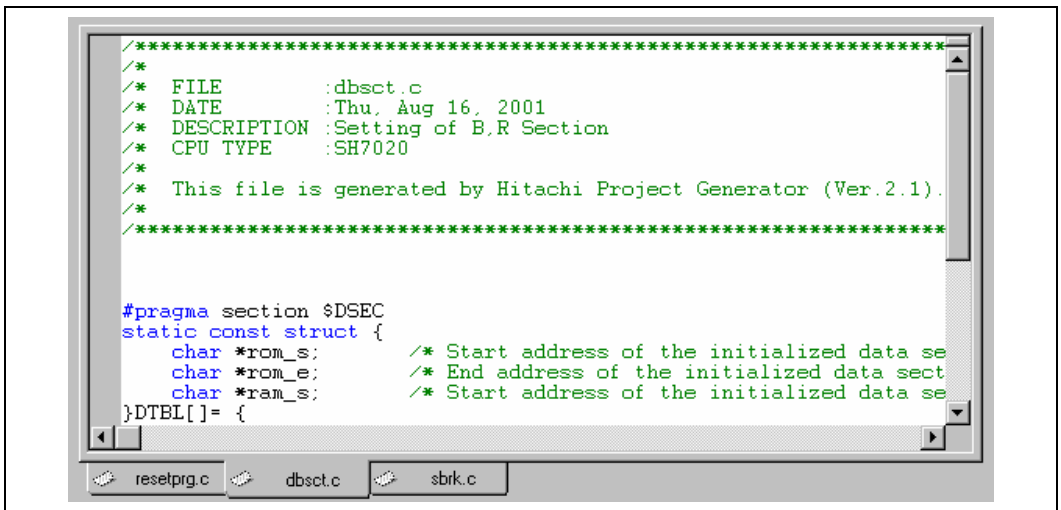 /*****************************************************************
/*
/*  FILE        :dbsct.c
/*  DATE        :Thu, Aug 16, 2001
/*  DESCRIPTION :Setting of B,R Section
/*  CPU TYPE    :SH7020
/*
/*  This file is generated by Hitachi Project Generator (Ver.2.1).
/*
/*****************************************************************
#pragma section $DSEC
static const struct {
    char *rom_s;       /* Start address of the initialized data se
    char *rom_e;       /* End address of the initialized data sect
    char *ram_s;       /* Start address of the initialized data se
}DTBL[]= {
resetprg.c dbsct.c sbrk.c